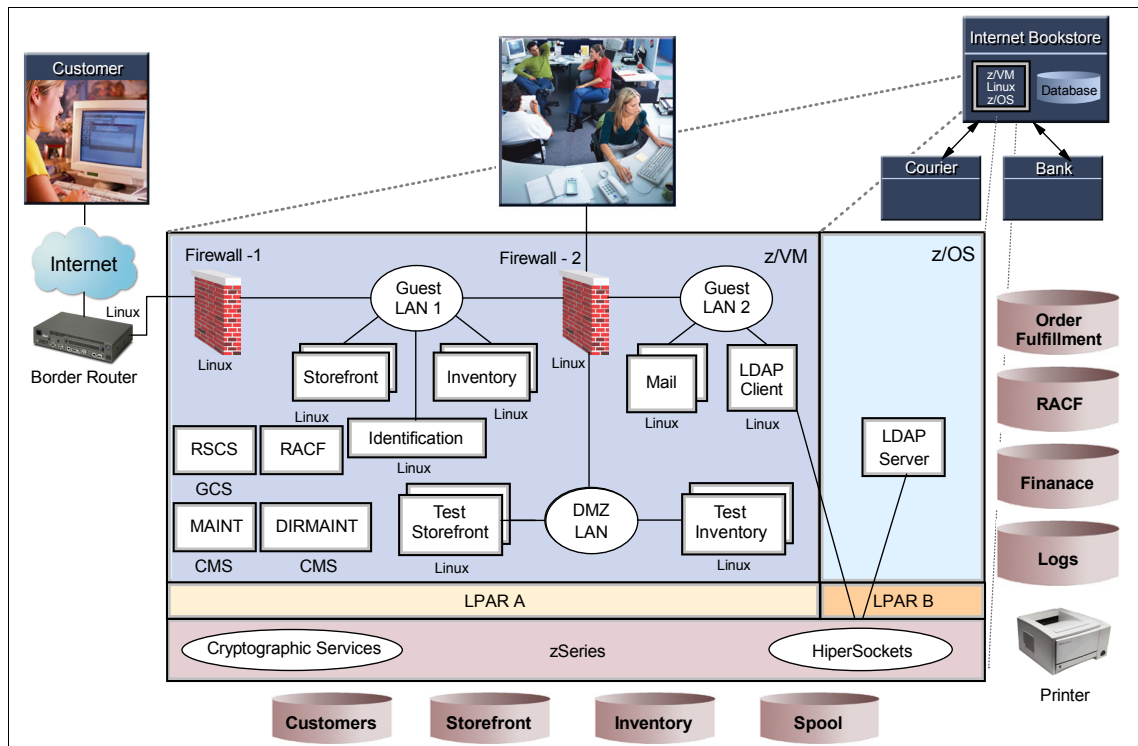 Internet Bookstore
Customer
z/VM
Linux
z/OS
Database
Courier
Bank
Internet
Linux
Border Router
Firewall -1
Firewall - 2
z/VM
z/OS
Guest
LAN 1
Guest
LAN 2
Linux
Linux
Storefront
Linux
Inventory
Linux
Mail
Linux
LDAP
Client
Linux
Identification
Linux
RSCS
GCS
RACF
LDAP
Server
MAINT
CMS
DIRMAINT
CMS
Test
Storefront
Linux
DMZ
LAN
Test
Inventory
Linux
LPAR A
LPAR B
Cryptographic Services
zSeries
HiperSockets
Order
Fulfillment
RACF
Finanace
Logs
Printer
Customers
Storefront
Inventory
Spool